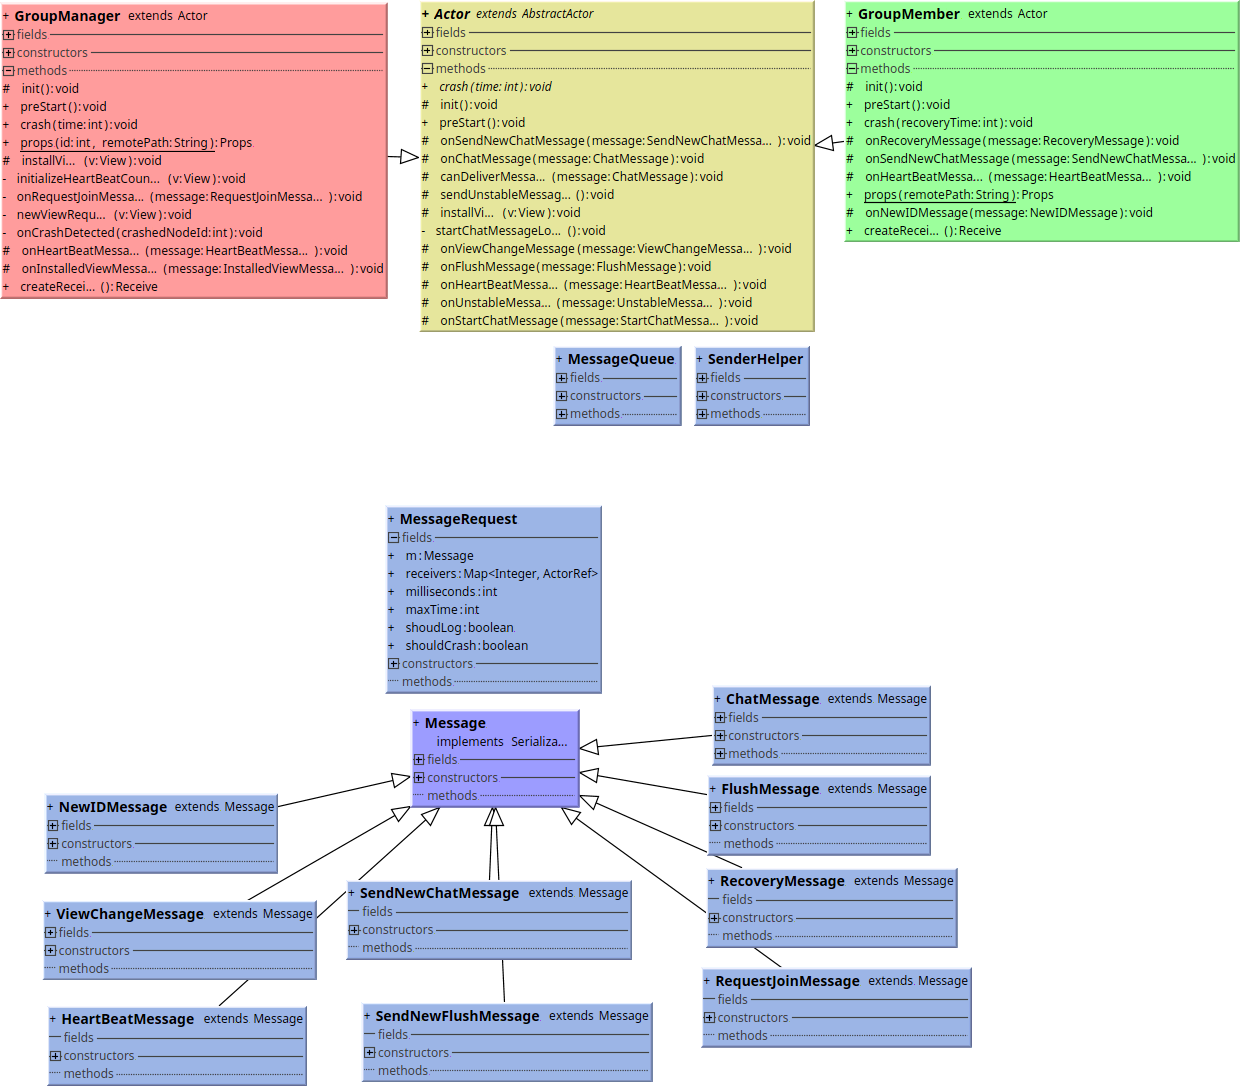 + GroupManager extends Actor
fields
constructors
methods
# init():void
+ preStart():void
+ crash(time:int):void
+ props(id:int, remotePath:String):Props
# installVi... (v:View):void
- initializeHeartBeatCoun... (v:View):void
- onRequestJoinMessa... (message:RequestJoinMessa... ):void
- newViewRequ... (v:View):void
- onCrashDetected(crashedNodeId:int):void
# onHeartBeatMessa... (message:HeartBeatMessa... ):void
# onInstalledViewMessa... (message:InstalledViewMessa... ):void
+ createRecei... ():Receive
+ Actor extends AbstractActor
fields
constructors
methods
+ crash(time:int):void
# init():void
+ preStart():void
# onSendNewChatMessage(message:SendNewChatMessa... ):void
# onChatMessage(message:ChatMessage):void
# canDeliverMessa... (message:ChatMessage):void
# sendUnstableMessag... ():void
# installVi... (v:View):void
- startChatMessageLo... ():void
# onViewChangeMessage(message:ViewChangeMessa... ):void
# onFlushMessage(message:FlushMessage):void
# onHeartBeatMessa... (message:HeartBeatMessa... ):void
# onUnstableMessa... (message:UnstableMessa... ):void
# onStartChatMessage(message:StartChatMessa... ):void
+ GroupMember extends Actor
fields
constructors
methods
# init():void
+ preStart():void
+ crash(recoveryTime:int):void
# onRecoveryMessage(message:RecoveryMessage):void
# onSendNewChatMessage(message:SendNewChatMessa... ):void
# onHeartBeatMessa... (message:HeartBeatMessa... ):void
+ props(remotePath:String):Props
# onNewIDMessage(message:NewIDMessage):void
+ createRecei... ():Receive
+ MessageQueue
fields
constructors
methods
+ SenderHelper
fields
constructors
methods
+ MessageRequest
fields
+ m:Message
+ receivers:Map<Integer, ActorRef>
+ milliseconds:int
+ maxTime:int
+ shoudLog:boolean
+ shouldCrash:boolean
constructors
methods
+ Message
implements Serializa...
fields
constructors
methods
+ ChatMessage extends Message
fields
constructors
methods
+ FlushMessage extends Message
fields
constructors
methods
+ NewIDMessage extends Message
fields
constructors
methods
+ RecoveryMessage extends Message
fields
constructors
methods
+ SendNewChatMessage extends Message
fields
constructors
methods
+ ViewChangeMessage extends Message
fields
constructors
methods
+ RequestJoinMessage extends Message
fields
constructors
methods
+ SendNewFlushMessage extends Message
fields
constructors
methods
+ HeartBeatMessage extends Message
fields
constructors
methods